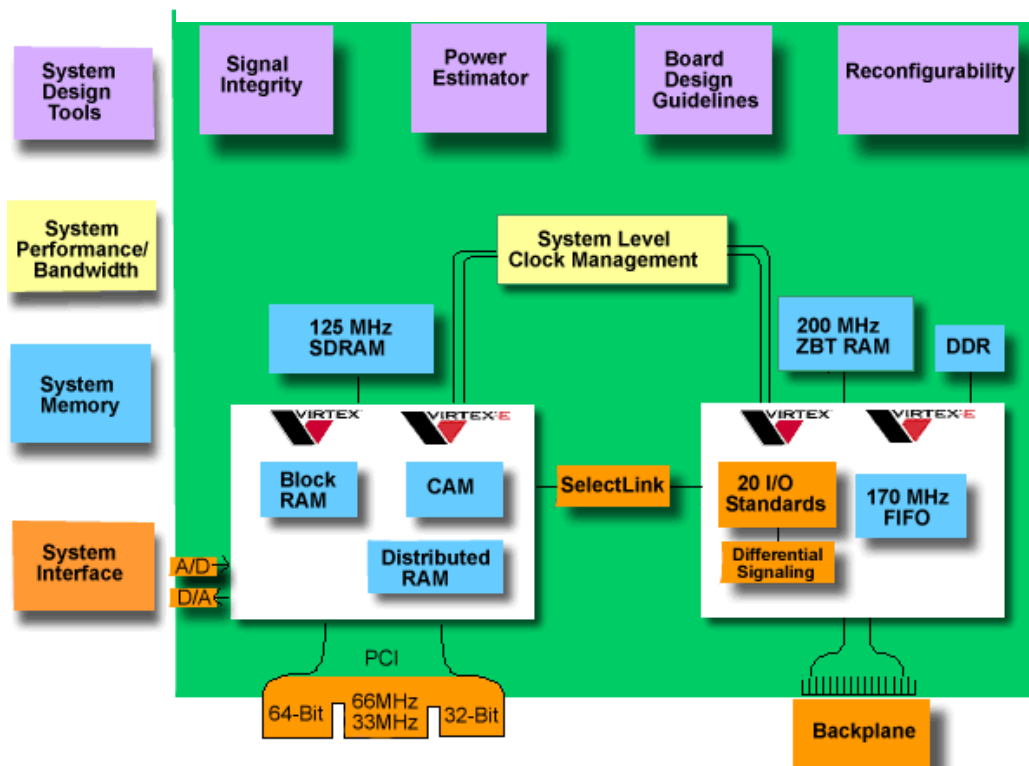 System
Design
Tools
Signal
Integrity
Power
Estimator
Board
Design
Guidelines
Reconfigurability
System
Performance/
Bandwidth
System Level
Clock Management
System
Memory
125 MHz
SDRAM
200 MHz
ZBT RAM
DDR
VIRTEX
VIRTEX-E
VIRTEX
VIRTEX-E
Block
RAM
CAM
Distributed
RAM
SelectLink
20 I/O
Standards
Differential
Signaling
170 MHz
FIFO
System
Interface
A/D
D/A
PCI
64-Bit
66MHz
33MHz
32-Bit
Backplane